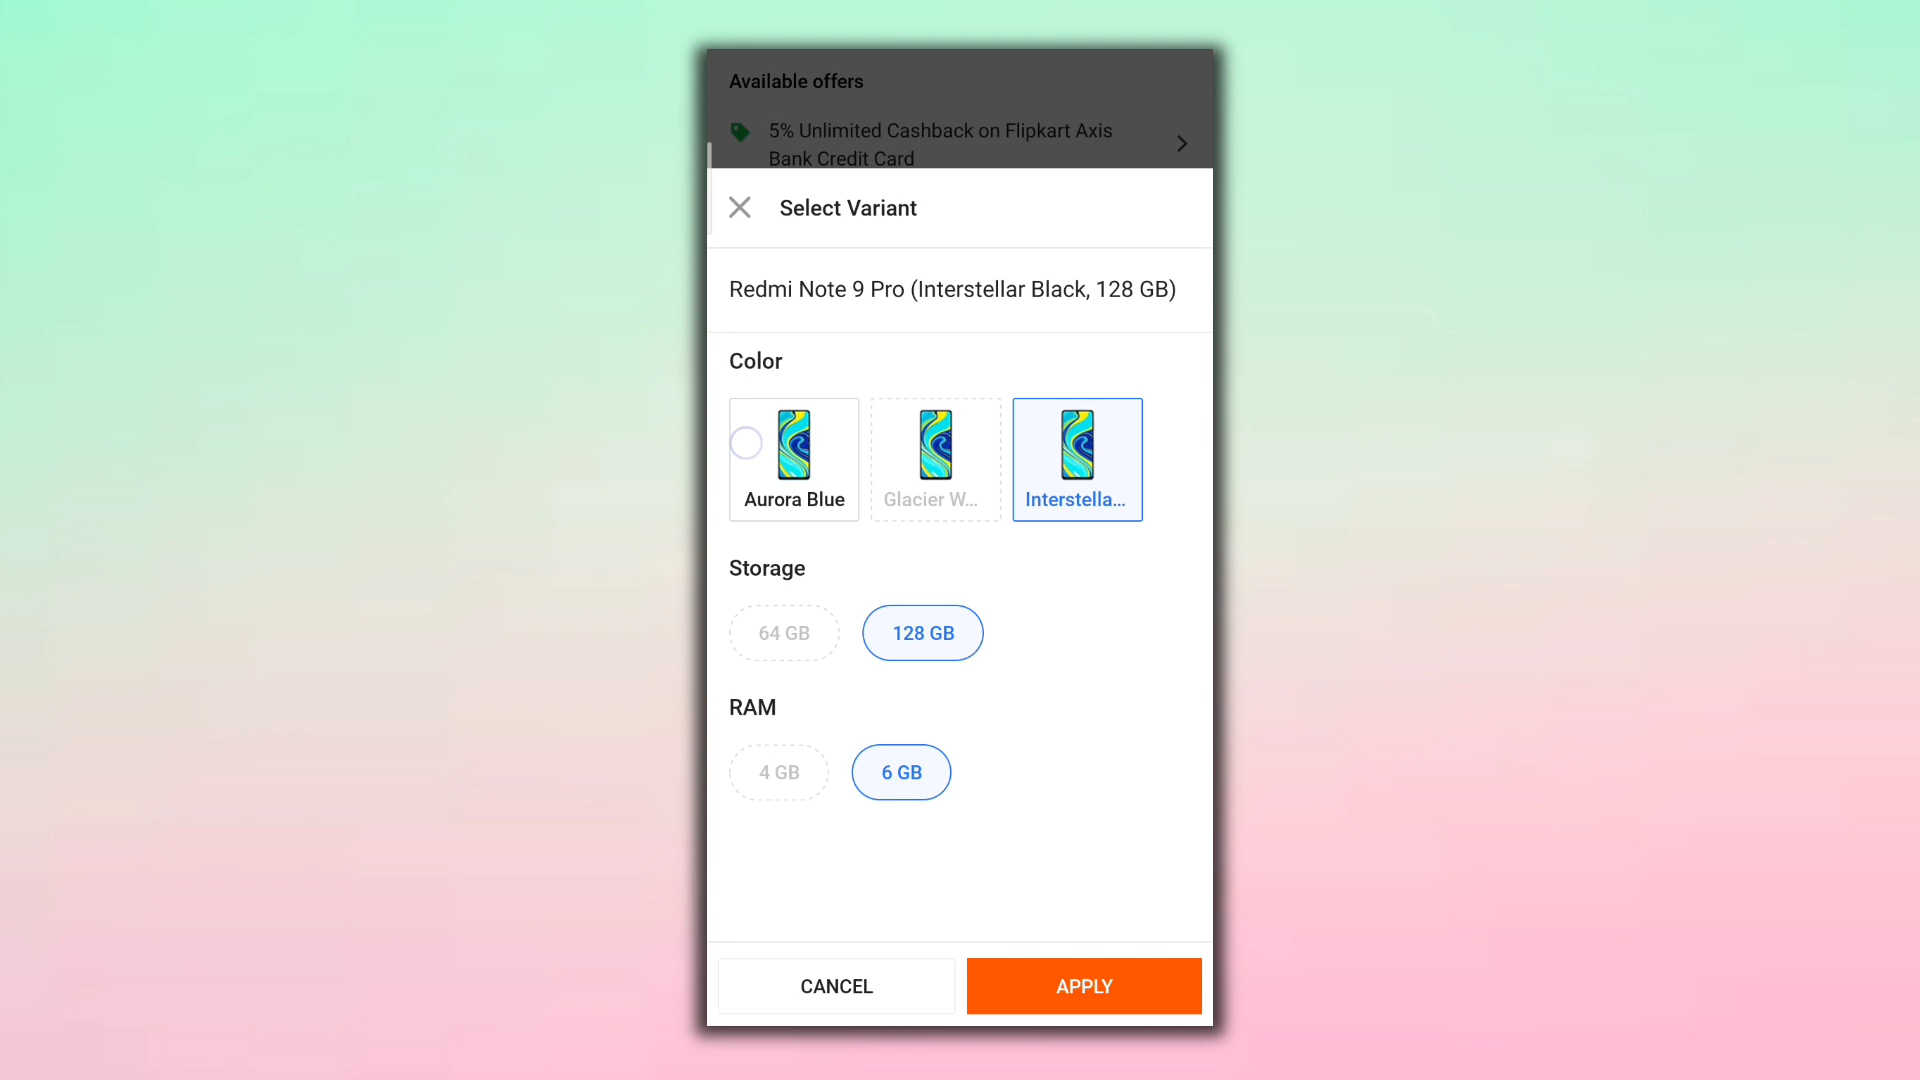 Available offers
5% Unlimited Cashback on Flipkart Axis
Bank Credit Card
Select Variant
Redmi Note 9 Pro (Interstellar Black, 128 GB)
Color
Aurora Blue
Glacier W...
Interstella...
Storage
64 GB
128 GB
RAM
4 GB
6 GB
CANCEL
APPLY